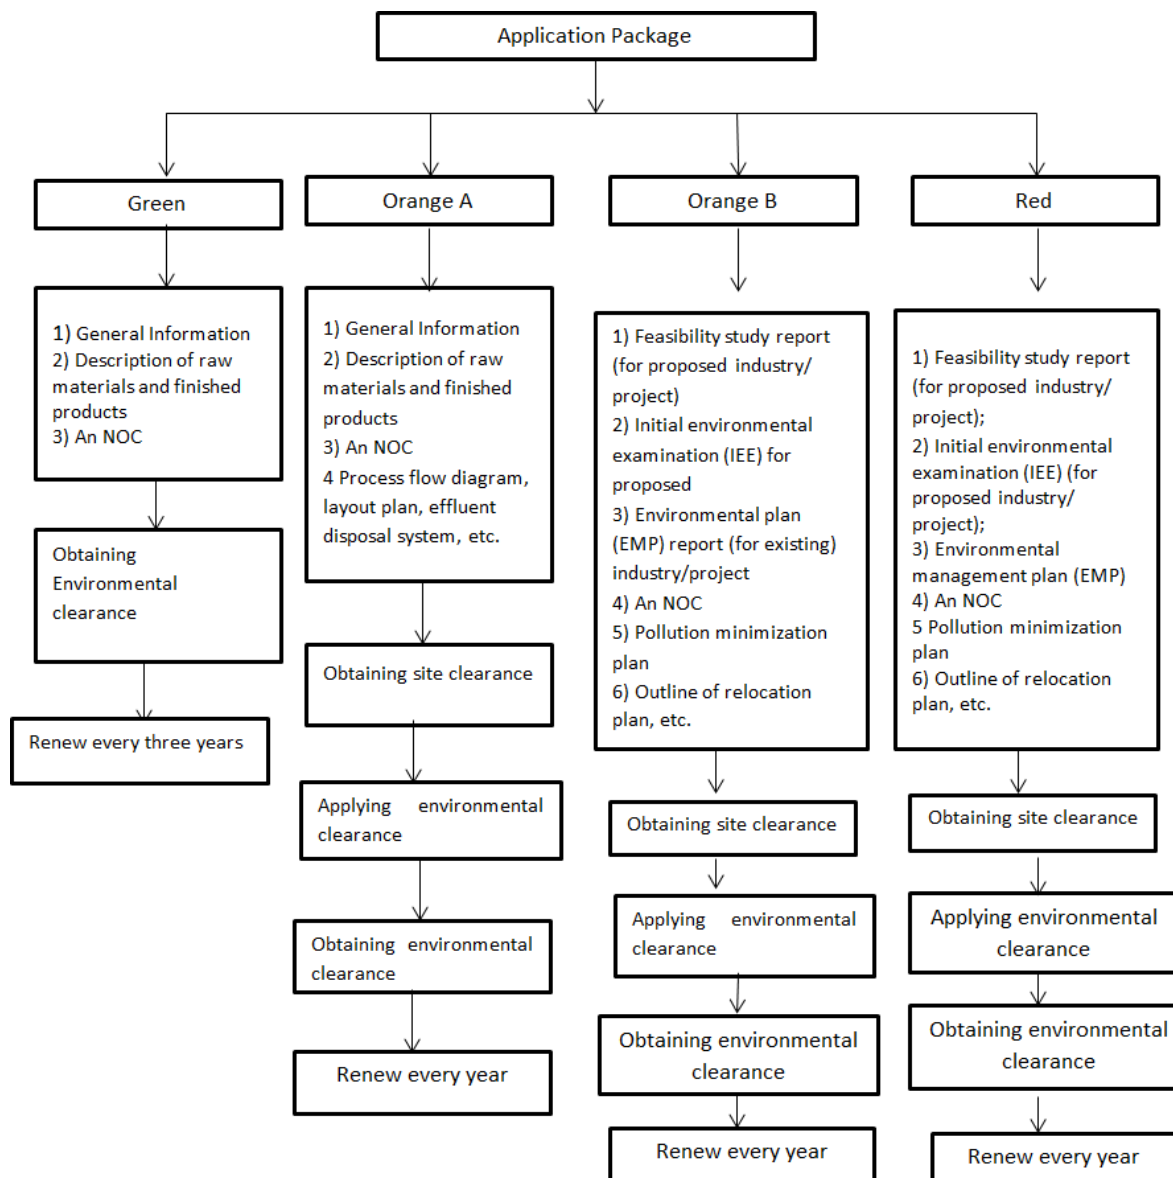 Application Package
Green
Orange A
Orange B
Red
1) General Information
2) Description of raw
materials and finished
products
3) An NOC
1) General Information
2) Description of raw
materials and finished
products
3) An NOC
4 Process flow diagram,
layout plan, effluent
disposal system, etc.
1) Feasibility study report
(for proposed industry/
project)
2) Initial environmental
examination (IEE) for
proposed
3) Environmental plan
(EMP) report (for existing)
industry/project
4) An NOC
5) Pollution minimization
plan
6) Outline of relocation
plan, etc.
1) Feasibility study report
(for proposed industry/
project);
2) Initial environmental
examination (IEE) (for
proposed industry/
project);
3) Environmental
management plan (EMP)
4) An NOC
5 Pollution minimization
plan
6) Outline of relocation
plan, etc.
Obtaining
Environmental
clearance
Renew every three years
Obtaining site clearance
Applying environmental
clearance
Obtaining environmental
clearance
Renew every year
Obtaining site clearance
Applying environmental
clearance
Obtaining environmental
clearance
Renew every year
Obtaining site clearance
Applying environmental
clearance
Obtaining environmental
clearance
Renew every year